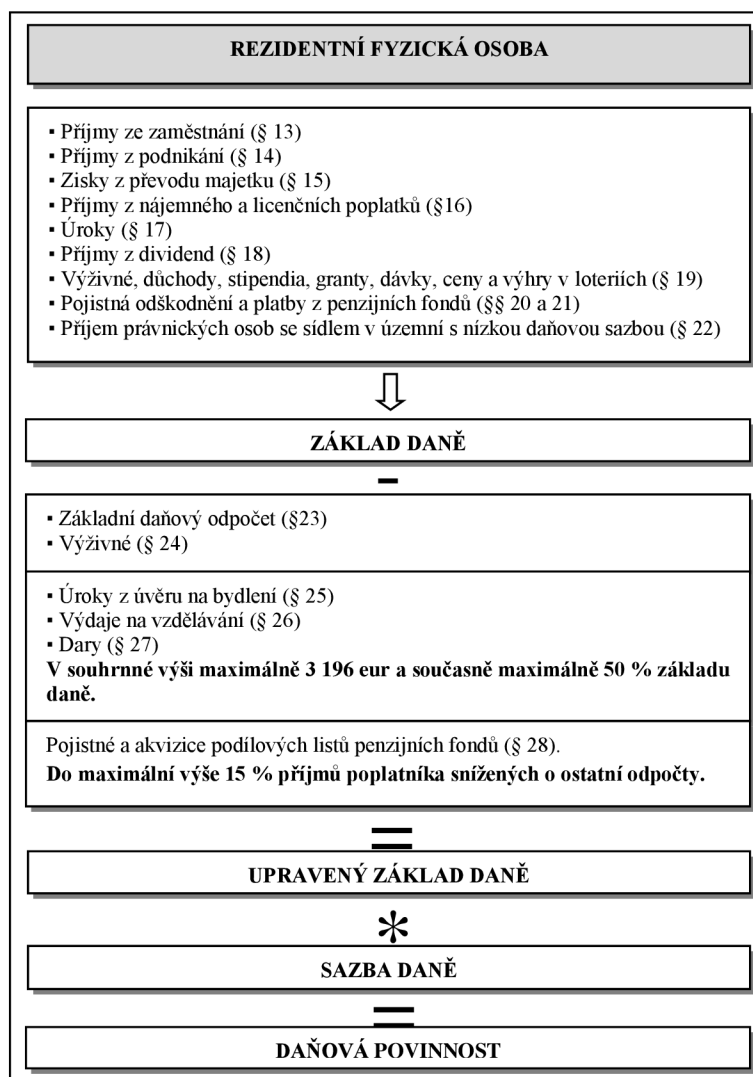 REZIDENTNÍ FYZICKÁ OSOBA
▪ Příjmy ze zaměstnání (§ 13)
▪ Příjmy z podnikání (§ 14)
▪ Zisky z převodu majetku (§ 15)
▪ Příjmy z nájemného a licenčních poplatků (§16)
▪ Úroky (§ 17)
▪ Příjmy z dividend (§ 18)
▪ Výživné, důchody, stipendia, granty, dávky, ceny a výhry v loteriích (§ 19)
▪ Pojistná odškodnění a platby z penzijních fondů (§§ 20 a 21)
▪ Příjem právnických osob se sídlem v územní s nízkou daňovou sazbou (§ 22)
ZÁKLAD DANĚ
-
▪ Základní daňový odpočet (§23)
▪ Výživné (§ 24)
▪ Úroky z úvěru na bydlení (§ 25)
▪ Výdaje na vzdělávání (§ 26)
▪ Dary (§ 27)
V souhrnné výši maximálně 3 196 eur a současně maximálně 50 % základu
daně.
Pojistné a akvizice podílových listů penzijních fondů (§ 28).
Do maximální výše 15 % příjmů poplatníka snížených o ostatní odpočty.
=
UPRAVENÝ ZÁKLAD DANĚ
*
SAZBA DANĚ
=
DAŇOVÁ POVINNOST